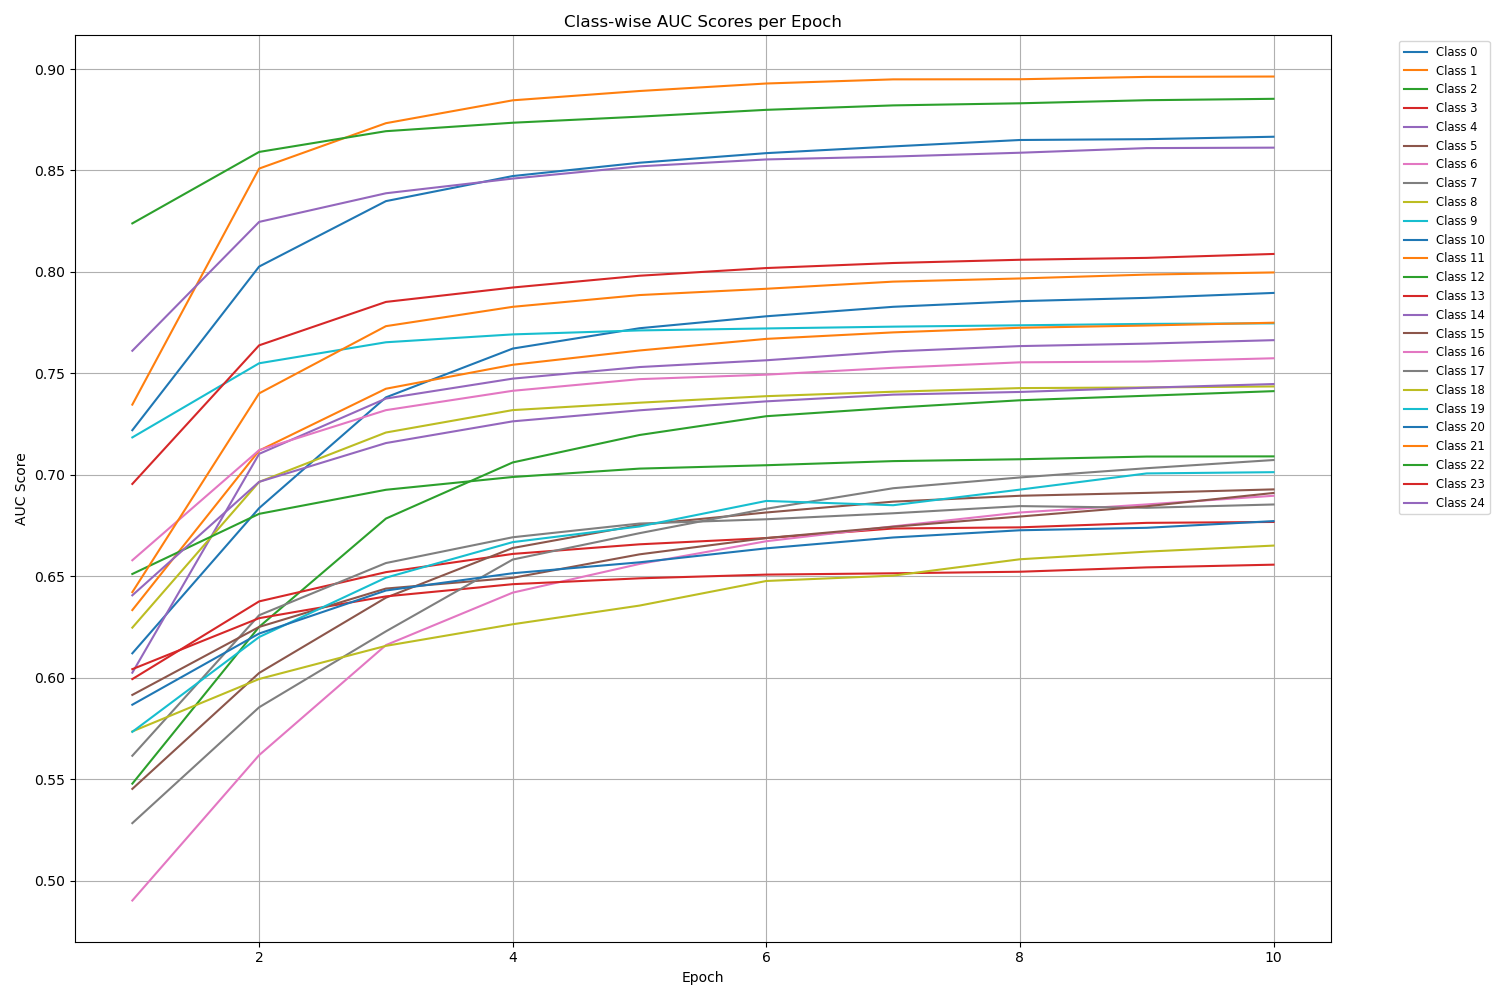 Class-wise AUC Scores per Epoch
0.90
0.85
0.80
0.75
0.70
0.65
0.60
0.55
0.50
AUC Score
2
4
6
8
10
Epoch
Class 0
Class 1
Class 2
Class 3
Class 4
Class 5
Class 6
Class 7
Class 8
Class 9
Class 10
Class 11
Class 12
Class 13
Class 14
Class 15
Class 16
Class 17
Class 18
Class 19
Class 20
Class 21
Class 22
Class 23
Class 24